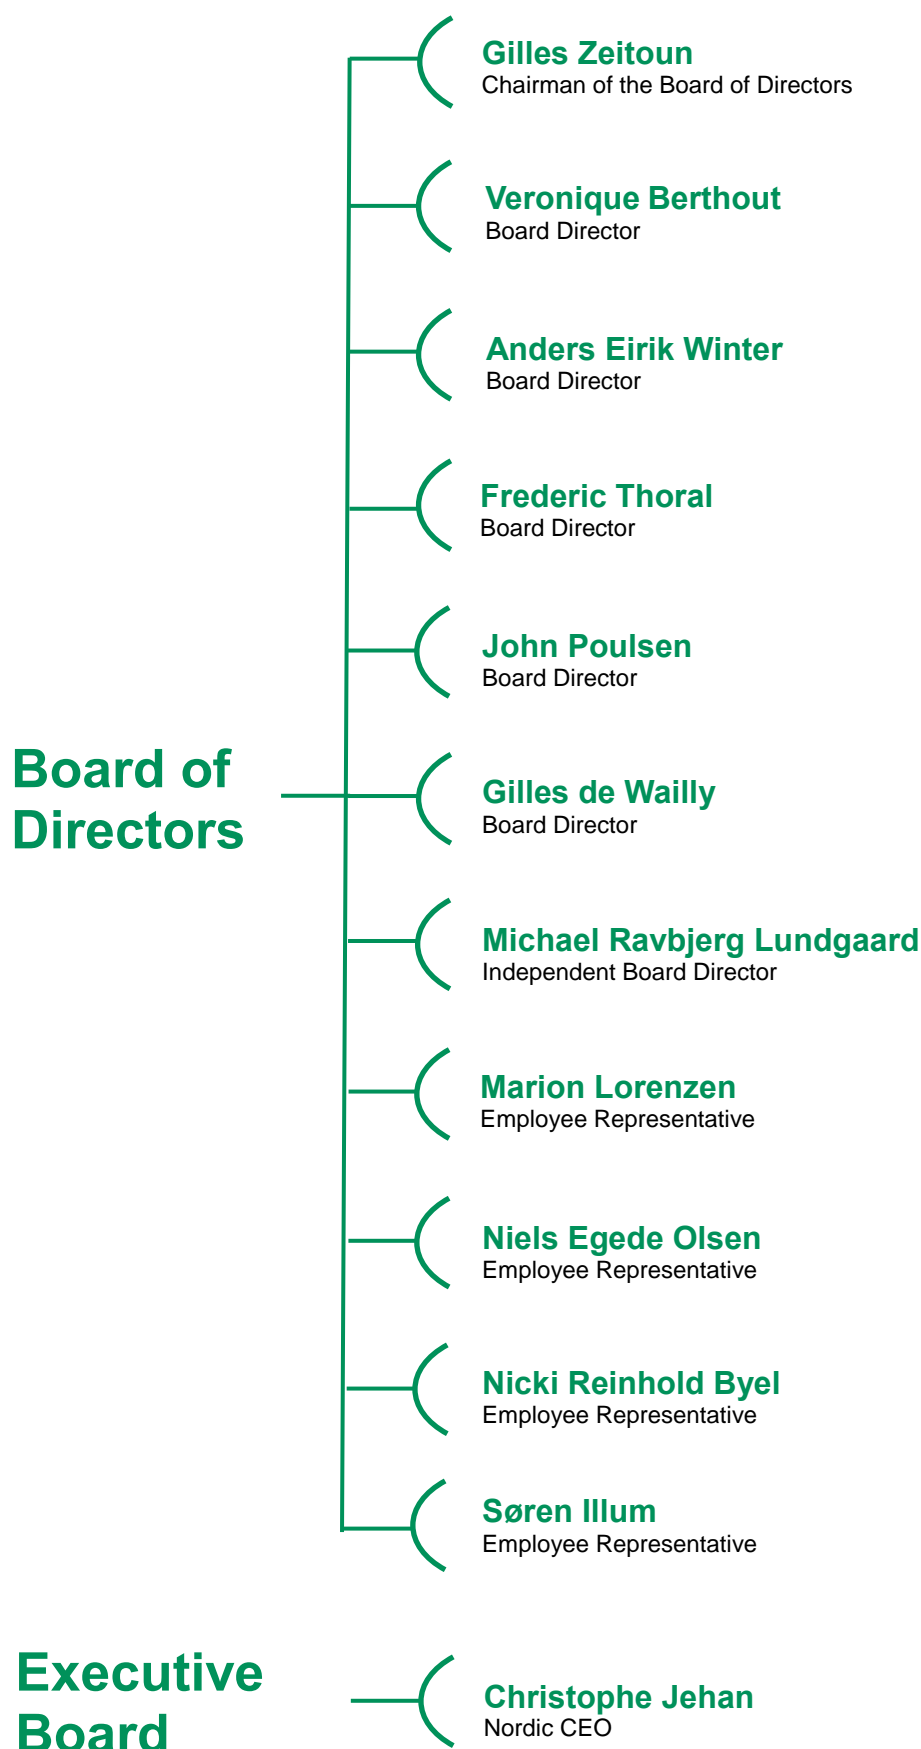 Gilles Zeitoun
Chairman of the Board of Directors
Veronique Berthout
Board Director
Anders Eirik Winter
Board Director
Frederic Thoral
Board Director
John Poulsen
Board Director
Board of
Directors
Gilles de Wailly
Board Director
Michael Ravbjerg Lundgaard
Independent Board Director
Marion Lorenzen
Employee Representative
Niels Egede Olsen
Employee Representative
Nicki Reinhold Byel
Employee Representative
Søren Illum
Employee Representative
Executive
Board
Christophe Jehan
Nordic CEO